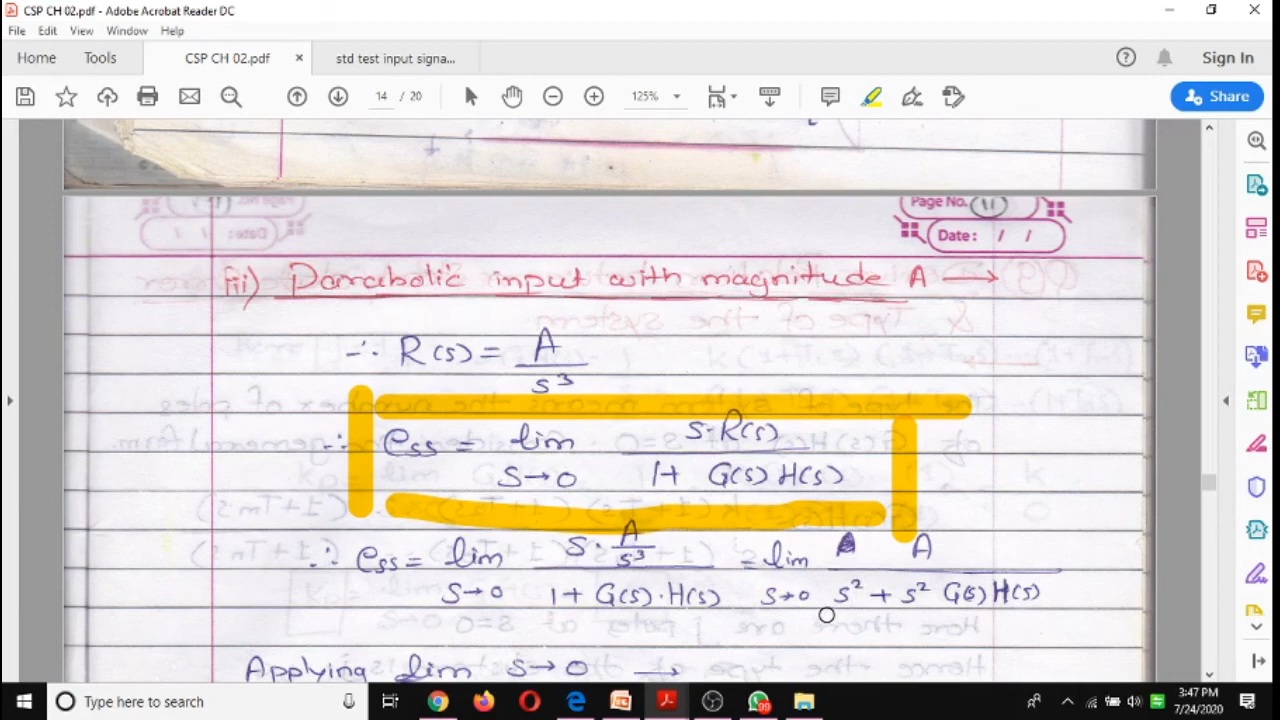 CSP CH 02.pdf - Adobe Acrobat Reader DC
File Edit View Window Help
Home Tools CSP CH 02.pdf × std test input signa... Sign In
14 / 20 125% Share
Page No. 11
Date: / /
iii) Parabolic input with magnitude A →
∴ R(s) = A / s³
∴ ess = lim s→0 s·R(s) / 1+ G(s) H(s)
∴ ess = lim s→0 s· A/s³ / 1+ G(s)·H(s) = lim s→0 A / s² + s² G(s) H(s)
Applying lim s→0 →
Type here to search
99
3:47 PM
7/24/2020